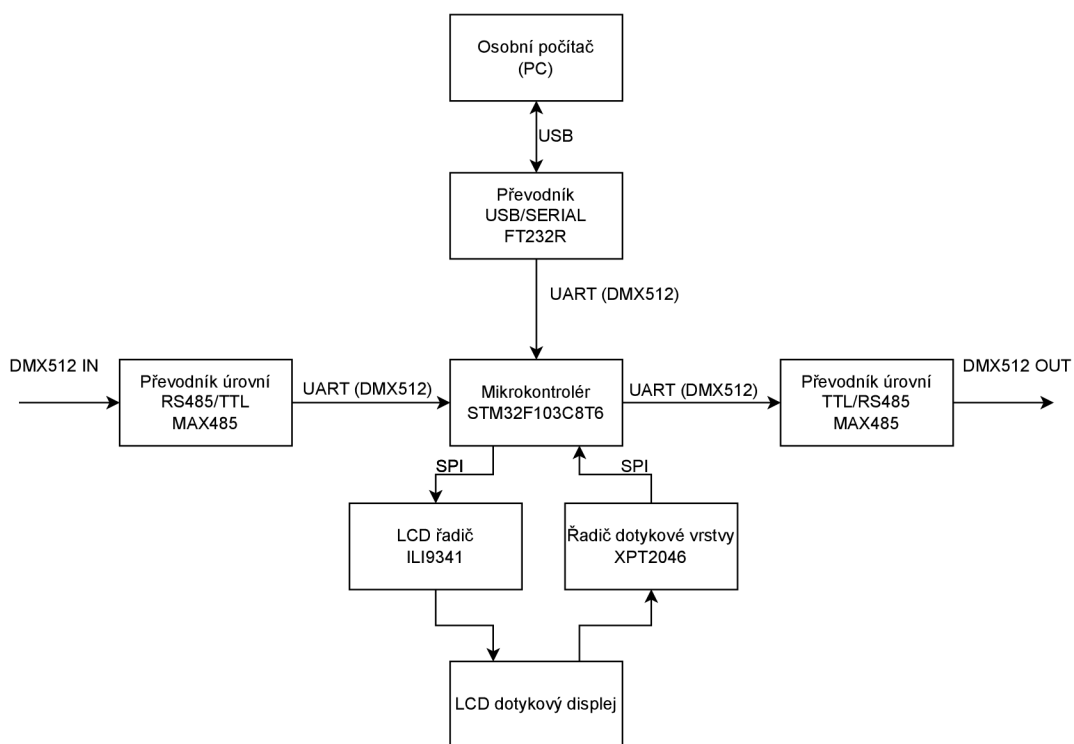 Osobní počítač
(PC)
USB
Převodník
USB/SERIAL
FT232R
UART (DMX512)
DMX512 IN
Převodník úrovní
RS485/TTL
MAX485
UART (DMX512)
Mikrokontrolér
STM32F103C8T6
UART (DMX512)
Převodník úrovní
TTL/RS485
MAX485
DMX512 OUT
SPI
SPI
LCD řadič
ILI9341
Řadič dotykové vrstvy
XPT2046
LCD dotykový displej